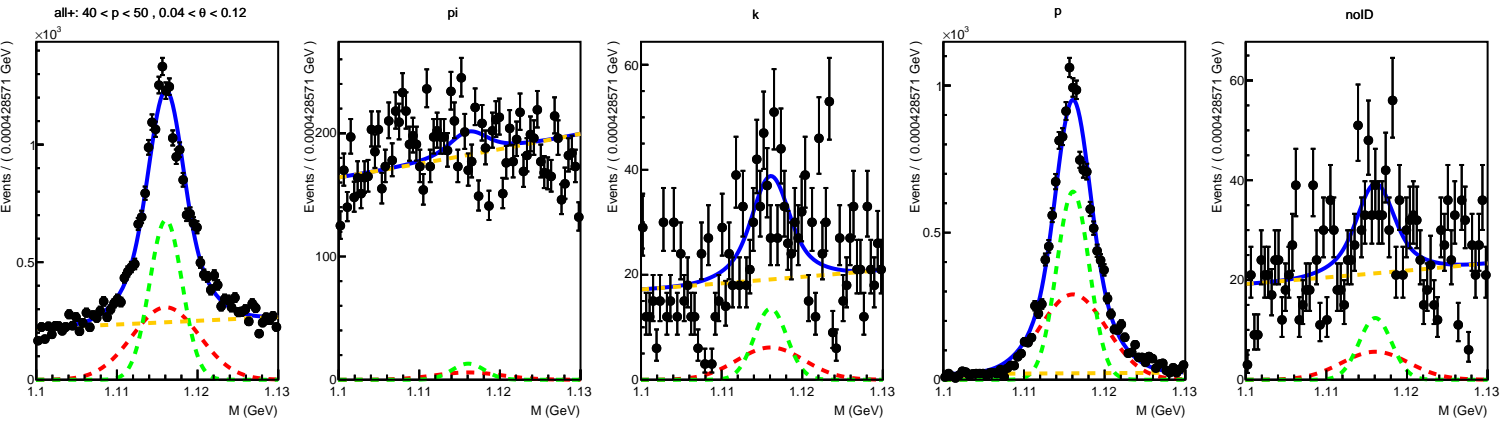 all+: 40 < p < 50 , 0.04 < θ < 0.12
×10³
Events / ( 0.000428571 GeV )
1
0.5
0
1.1 1.11 1.12 1.13
M (GeV)
pi
Events / ( 0.000428571 GeV )
200
100
0
1.1 1.11 1.12 1.13
M (GeV)
k
Events / ( 0.000428571 GeV )
60
40
20
0
1.1 1.11 1.12 1.13
M (GeV)
p
×10³
Events / ( 0.000428571 GeV )
1
0.5
0
1.1 1.11 1.12 1.13
M (GeV)
noID
Events / ( 0.000428571 GeV )
60
40
20
0
1.1 1.11 1.12 1.13
M (GeV)